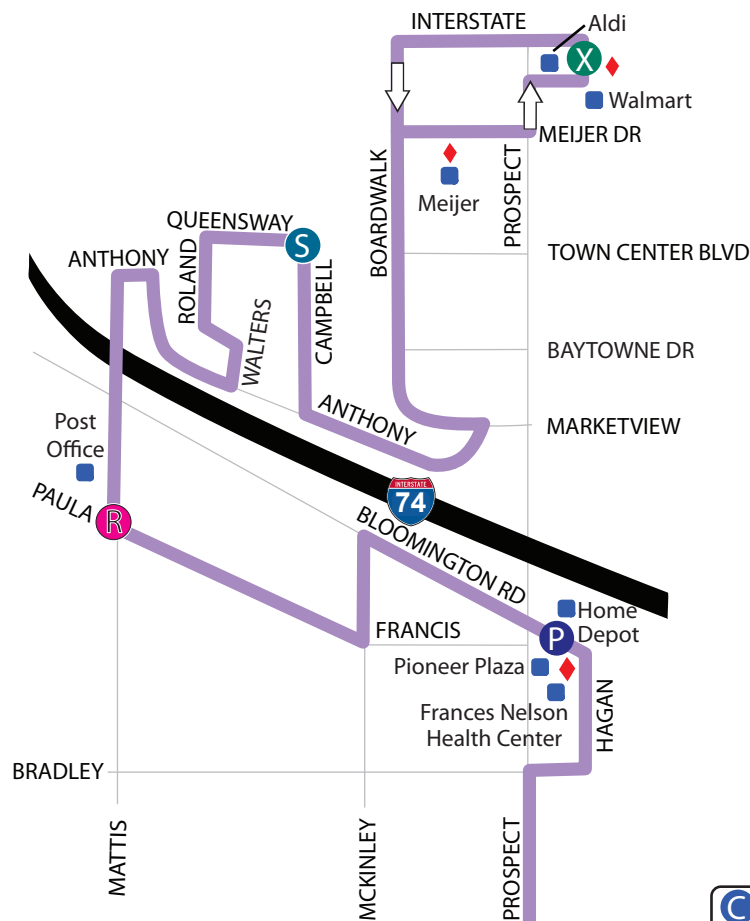 INTERSTATE
Aldi
X
Walmart
MEIJER DR
Meijer
BOARDWALK
PROSPECT
QUEENSWAY
S
ANTHONY
ROLAND
CAMPBELL
WALTERS
TOWN CENTER BLVD
BAYTOWNE DR
ANTHONY
MARKETVIEW
Post
Office
INTERSTATE
74
PAULA
R
BLOOMINGTON RD
Home
Depot
P
FRANCIS
Pioneer Plaza
Frances Nelson
Health Center
HAGAN
BRADLEY
MATTIS
MCKINLEY
PROSPECT
C